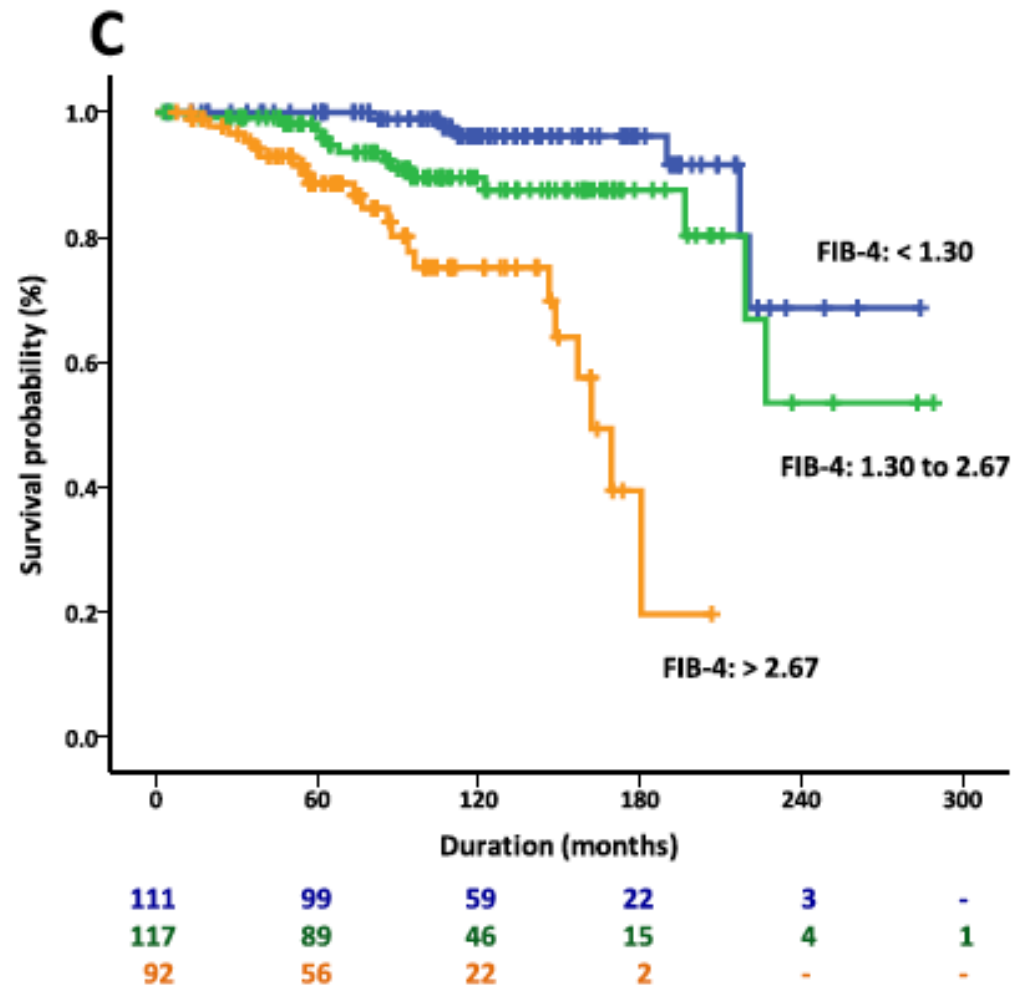 C
Survival probability (%)
1.0
0.8
0.6
0.4
0.2
0.0
FIB-4: < 1.30
FIB-4: 1.30 to 2.67
FIB-4: > 2.67
0 60 120 180 240 300
Duration (months)
111 99 59 22 3 -
117 89 46 15 4 1
92 56 22 2 - -